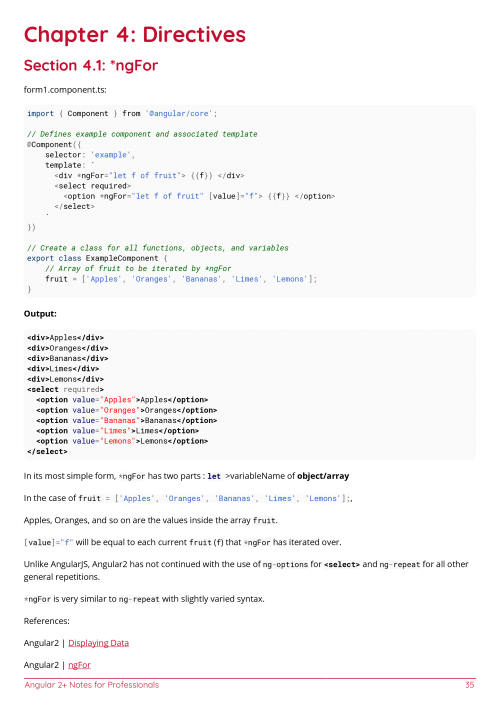 Chapter 4: Directives
Section 4.1: *ngFor
form1.component.ts:
import { Component } from '@angular/core';
// Defines example component and associated template
@Component({
    selector: 'example',
    template: `
      <div *ngFor="let f of fruit"> {{f}} </div>
      <select required>
        <option *ngFor="let f of fruit" [value]="f"> {{f}} </option>
      </select>
    `
})
// Create a class for all functions, objects, and variables
export class ExampleComponent {
    // Array of fruit to be iterated by *ngFor
    fruit = ['Apples', 'Oranges', 'Bananas', 'Limes', 'Lemons'];
}
Output:
<div>Apples</div>
<div>Oranges</div>
<div>Bananas</div>
<div>Limes</div>
<div>Lemons</div>
<select required>
  <option value="Apples">Apples</option>
  <option value="Oranges">Oranges</option>
  <option value="Bananas">Bananas</option>
  <option value="Limes">Limes</option>
  <option value="Lemons">Lemons</option>
</select>
In its most simple form, *ngFor has two parts : let >variableName of object/array
In the case of fruit = ['Apples', 'Oranges', 'Bananas', 'Limes', 'Lemons'];,
Apples, Oranges, and so on are the values inside the array fruit.
[value]="f" will be equal to each current fruit (f) that *ngFor has iterated over.
Unlike AngularJS, Angular2 has not continued with the use of ng-options for <select> and ng-repeat for all other
general repetitions.
*ngFor is very similar to ng-repeat with slightly varied syntax.
References:
Angular2 | Displaying Data
Angular2 | ngFor
Angular 2+ Notes for Professionals 35